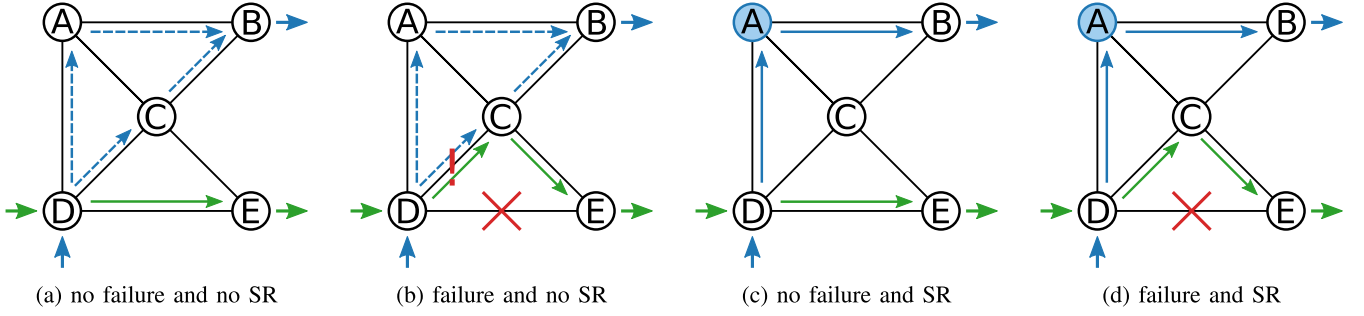 A B A B A B A B
C C C C
D E D E D E D E
(a) no failure and no SR (b) failure and no SR (c) no failure and SR (d) failure and SR